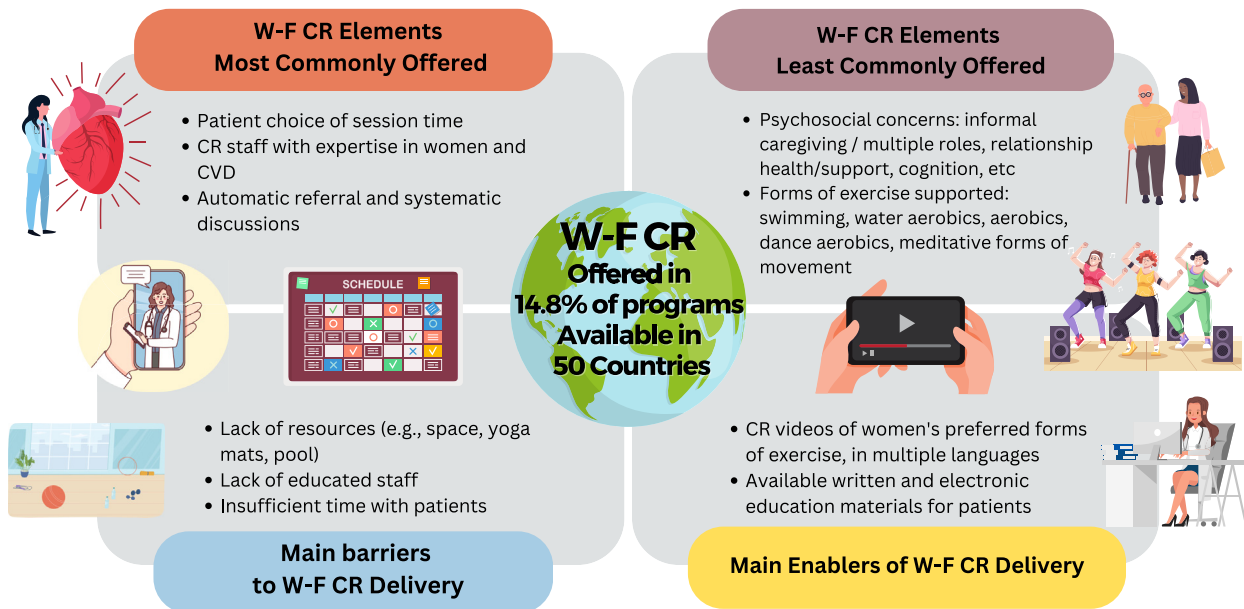 W-F CR Elements
Most Commonly Offered
• Patient choice of session time
• CR staff with expertise in women and
CVD
• Automatic referral and systematic
discussions
SCHEDULE
W-F CR Elements
Least Commonly Offered
• Psychosocial concerns: informal
caregiving / multiple roles, relationship
health/support, cognition, etc
• Forms of exercise supported:
swimming, water aerobics, aerobics,
dance aerobics, meditative forms of
movement
W-F CR
Offered in
14.8% of programs
Available in
50 Countries
• Lack of resources (e.g., space, yoga
mats, pool)
• Lack of educated staff
• Insufficient time with patients
Main barriers
to W-F CR Delivery
• CR videos of women's preferred forms
of exercise, in multiple languages
• Available written and electronic
education materials for patients
Main Enablers of W-F CR Delivery